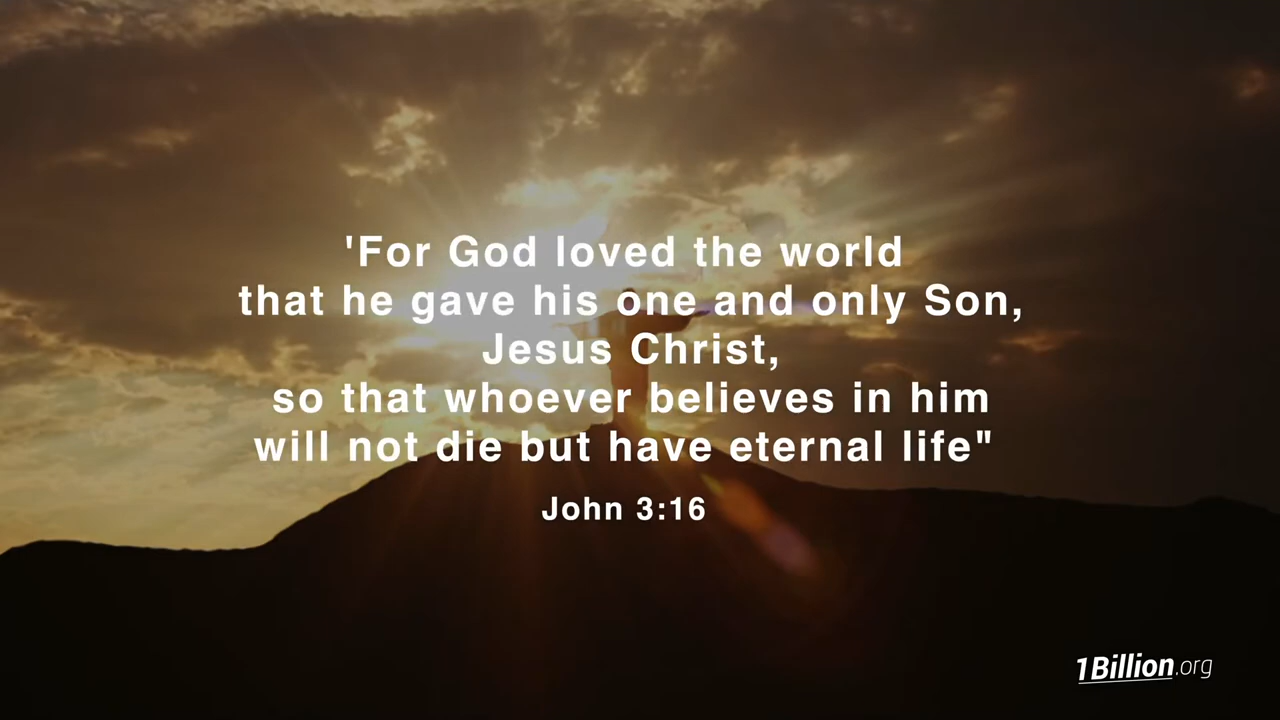 'For God loved the world
that he gave his one and only Son,
Jesus Christ,
so that whoever believes in him
will not die but have eternal life"
John 3:16
1Billion.org